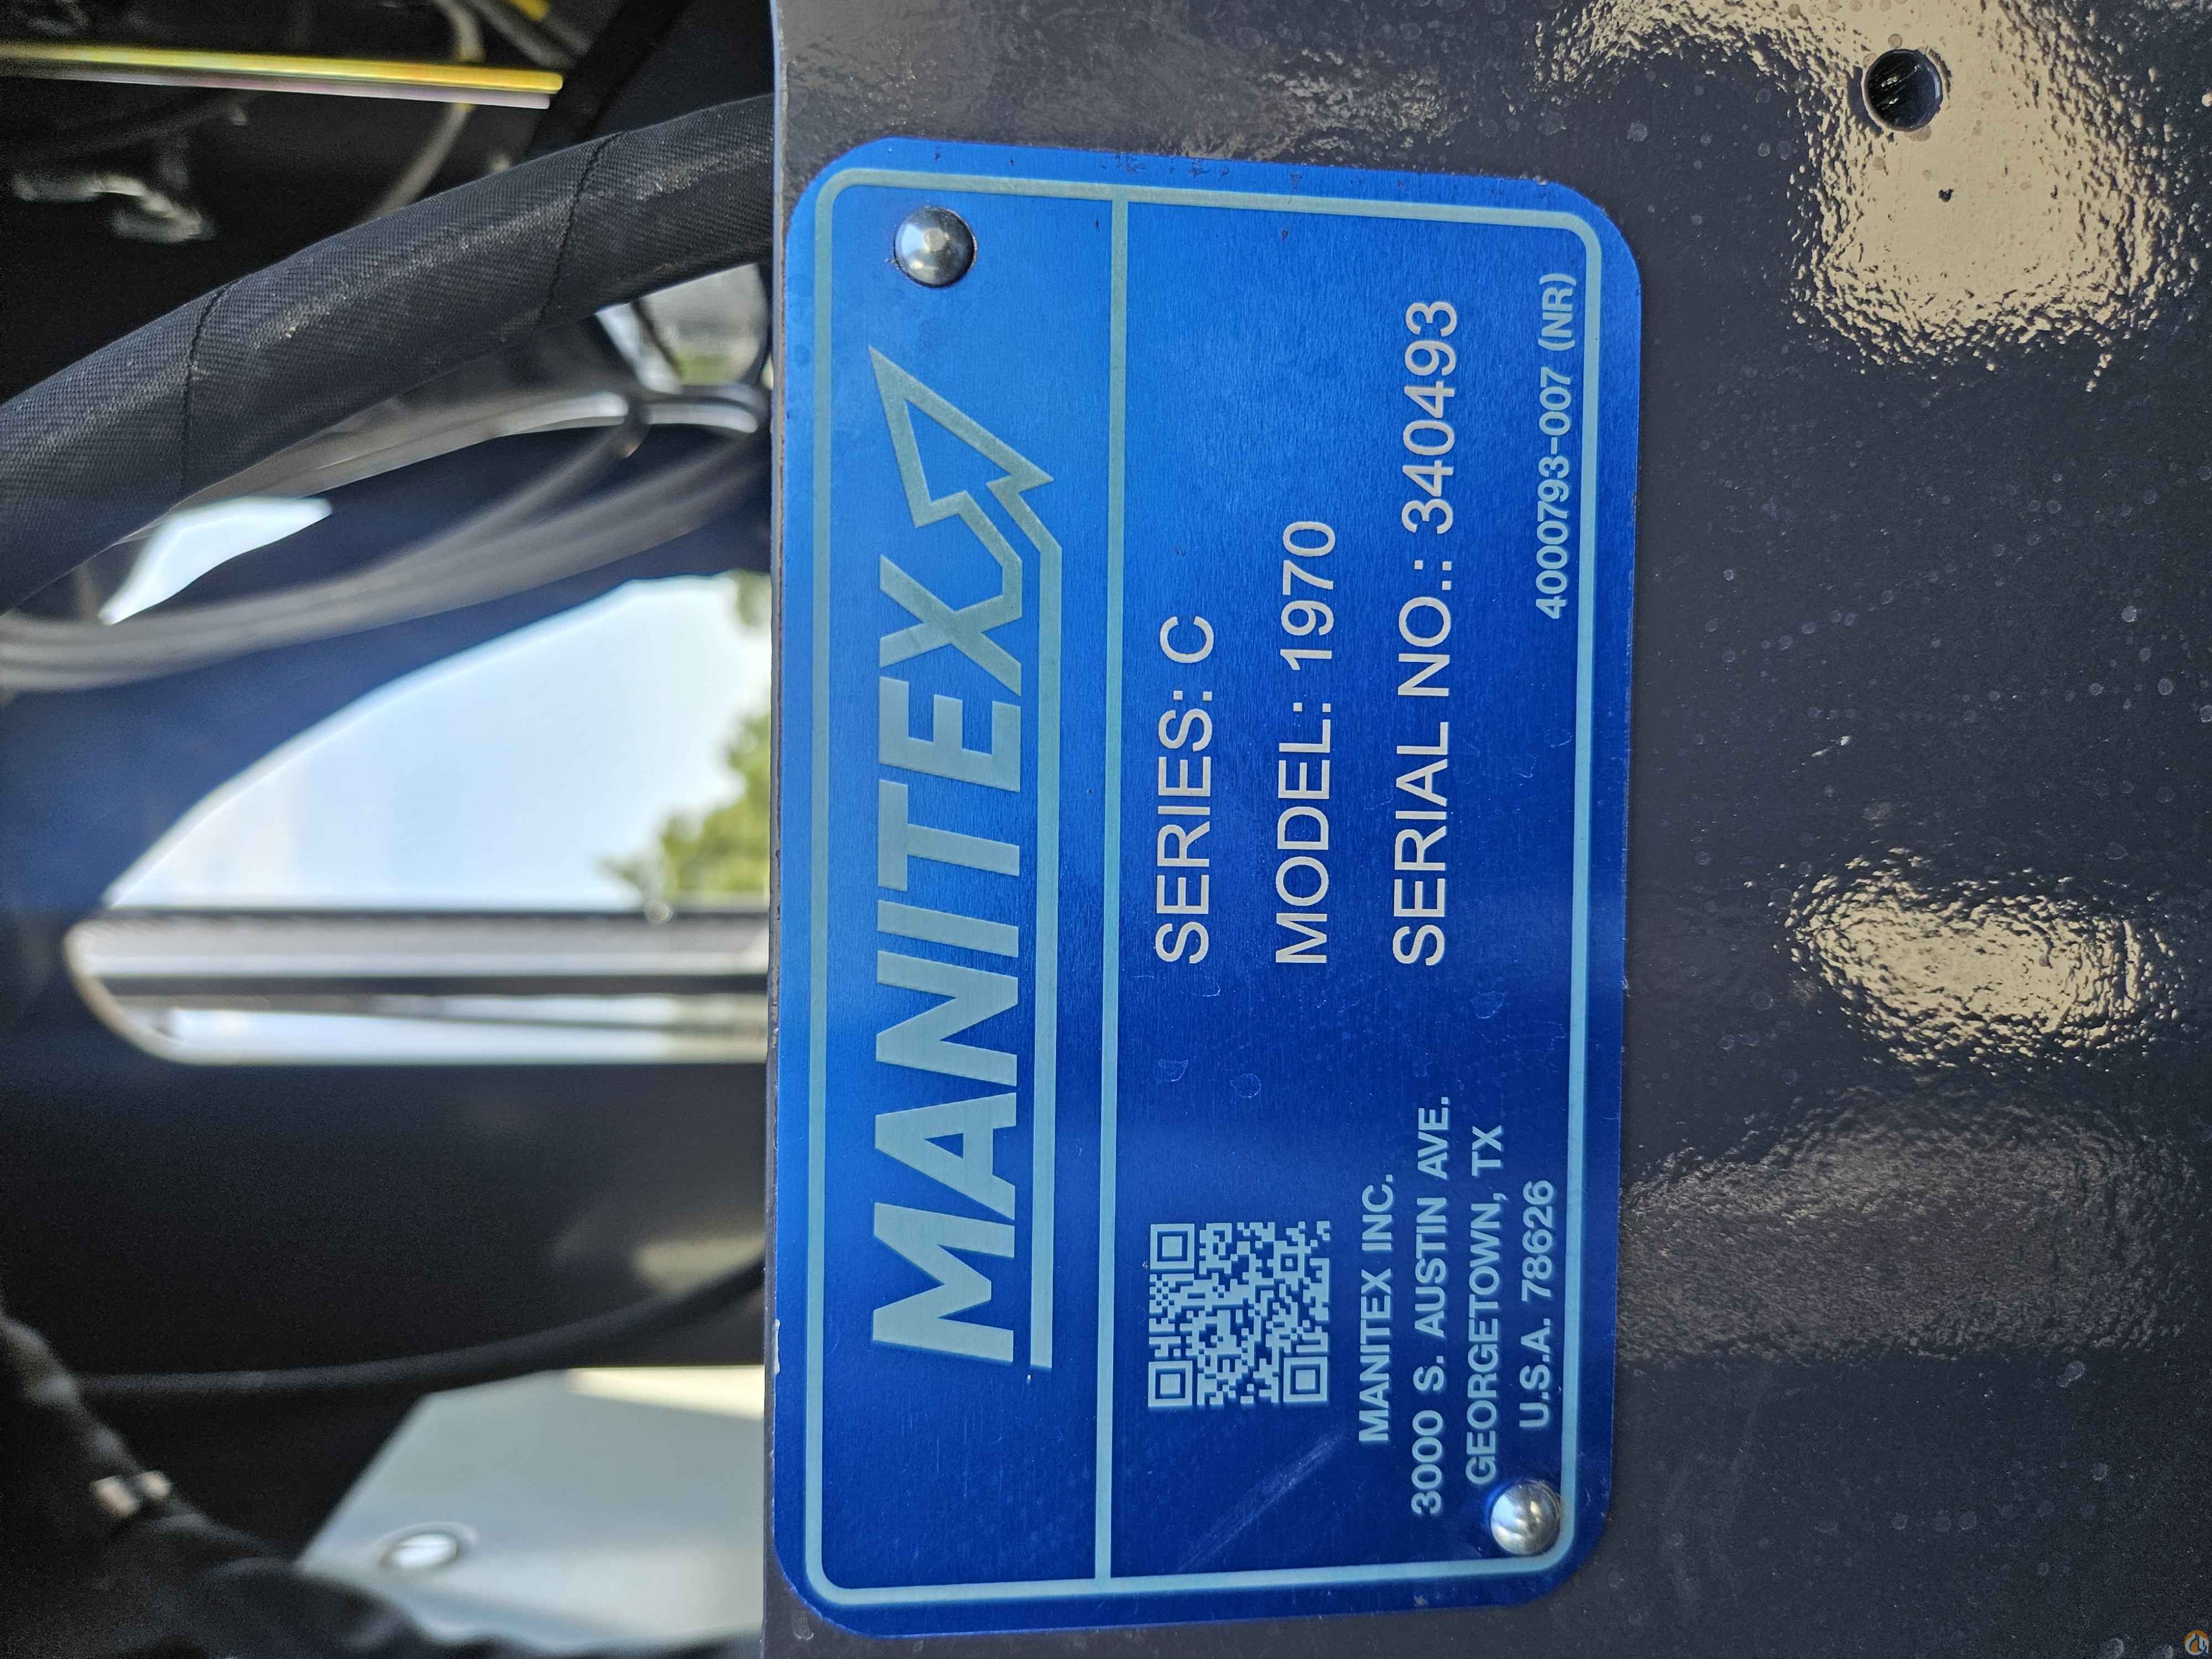 MANITEX
SERIES: C
MODEL: 1970
SERIAL NO.: 340493
MANITEX INC.
3000 S. AUSTIN AVE.
GEORGETOWN, TX
U.S.A. 78626
4000793-007 (NR)